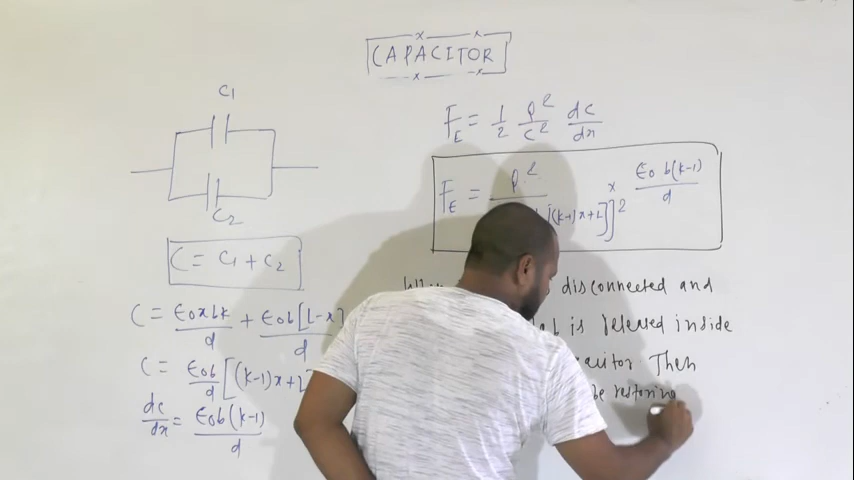 CAPACITOR
C1
C2
C = C1 + C2
C = ε0xbk/d + ε0b[L-x]/d
C = ε0b/d [(k-1)x+L]
dc/dx = ε0b(k-1)/d
FE = 1/2 Q²/C² dc/dx
FE = Q² [(k-1)x+L]]² x ε0b(k-1)/d
disconnected and
is released inside
Then
be restoring